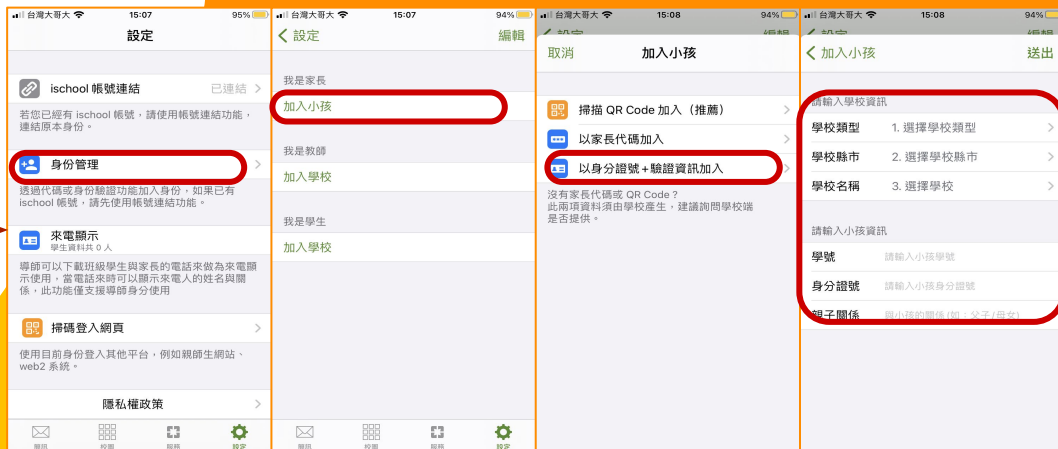 台灣大哥大
15:07
95%
設定
ischool 帳號連結
已連結
若您已經有 ischool 帳號，請使用帳號連結功能，
連結原本身份。
身份管理
透過代碼或身份驗證功能加入身份，如果已有
ischool 帳號，請先使用帳號連結功能。
來電顯示
學生資料共 0 人
導師可以下載班級學生與家長的電話來做為來電顯
示使用，當電話來時可以顯示來電人的姓名與關
係，此功能僅支援導師身分使用
掃碼登入網頁
使用目前身份登入其他平台，例如親師生網站、
web2 系統。
隱私權政策
設定
台灣大哥大
15:07
94%
設定
編輯
我是家長
加入小孩
我是教師
加入學校
我是學生
加入學校
設定
台灣大哥大
15:08
94%
設定
編輯
取消
加入小孩
掃描 QR Code 加入（推薦）
以家長代碼加入
以身分證號+驗證資訊加入
沒有家長代碼或 QR Code？
此兩項資料須由學校產生，建議詢問學校端
是否提供。
台灣大哥大
15:08
94%
設定
編輯
加入小孩
送出
請輸入學校資訊
學校類型
1. 選擇學校類型
學校縣市
2. 選擇學校縣市
學校名稱
3. 選擇學校
請輸入小孩資訊
學號
請輸入小孩學號
身分證號
請輸入小孩身分證號
親子關係
與小孩的關係(如：父子/母女)